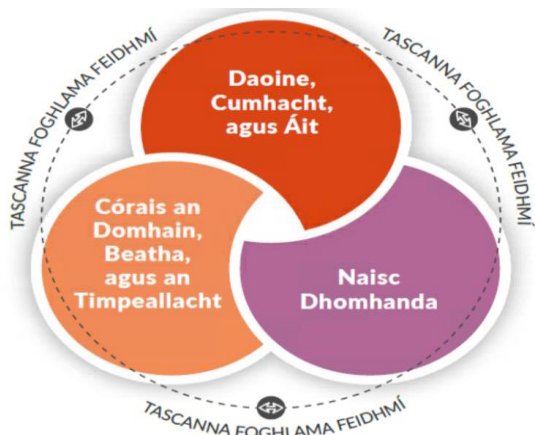 TASCANNA FOGHLAMA FEIDHMÍ
TASCANNA FOGHLAMA FEIDHMÍ
Daoine,
Cumhacht,
agus Áit
Córais an
Domhain,
Beatha,
agus an
Timpeallacht
Naisc
Dhomhanda
TASCANNA FOGHLAMA FEIDHMÍ